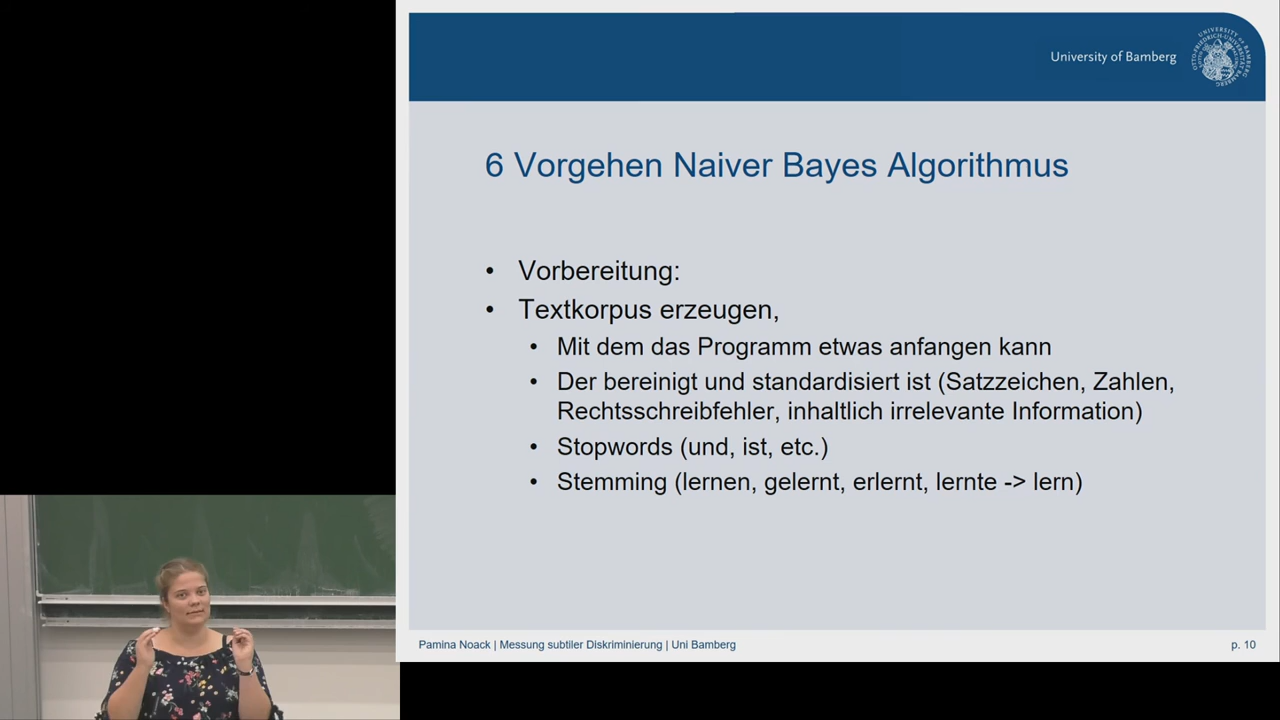 University of Bamberg
6 Vorgehen Naiver Bayes Algorithmus
• Vorbereitung:
• Textkorpus erzeugen,
• Mit dem das Programm etwas anfangen kann
• Der bereinigt und standardisiert ist (Satzzeichen, Zahlen,
Rechtsschreibfehler, inhaltlich irrelevante Information)
• Stopwords (und, ist, etc.)
• Stemming (lernen, gelernt, erlernt, lernte -> lern)
Pamina Noack | Messung subtiler Diskriminierung | Uni Bamberg
p. 10